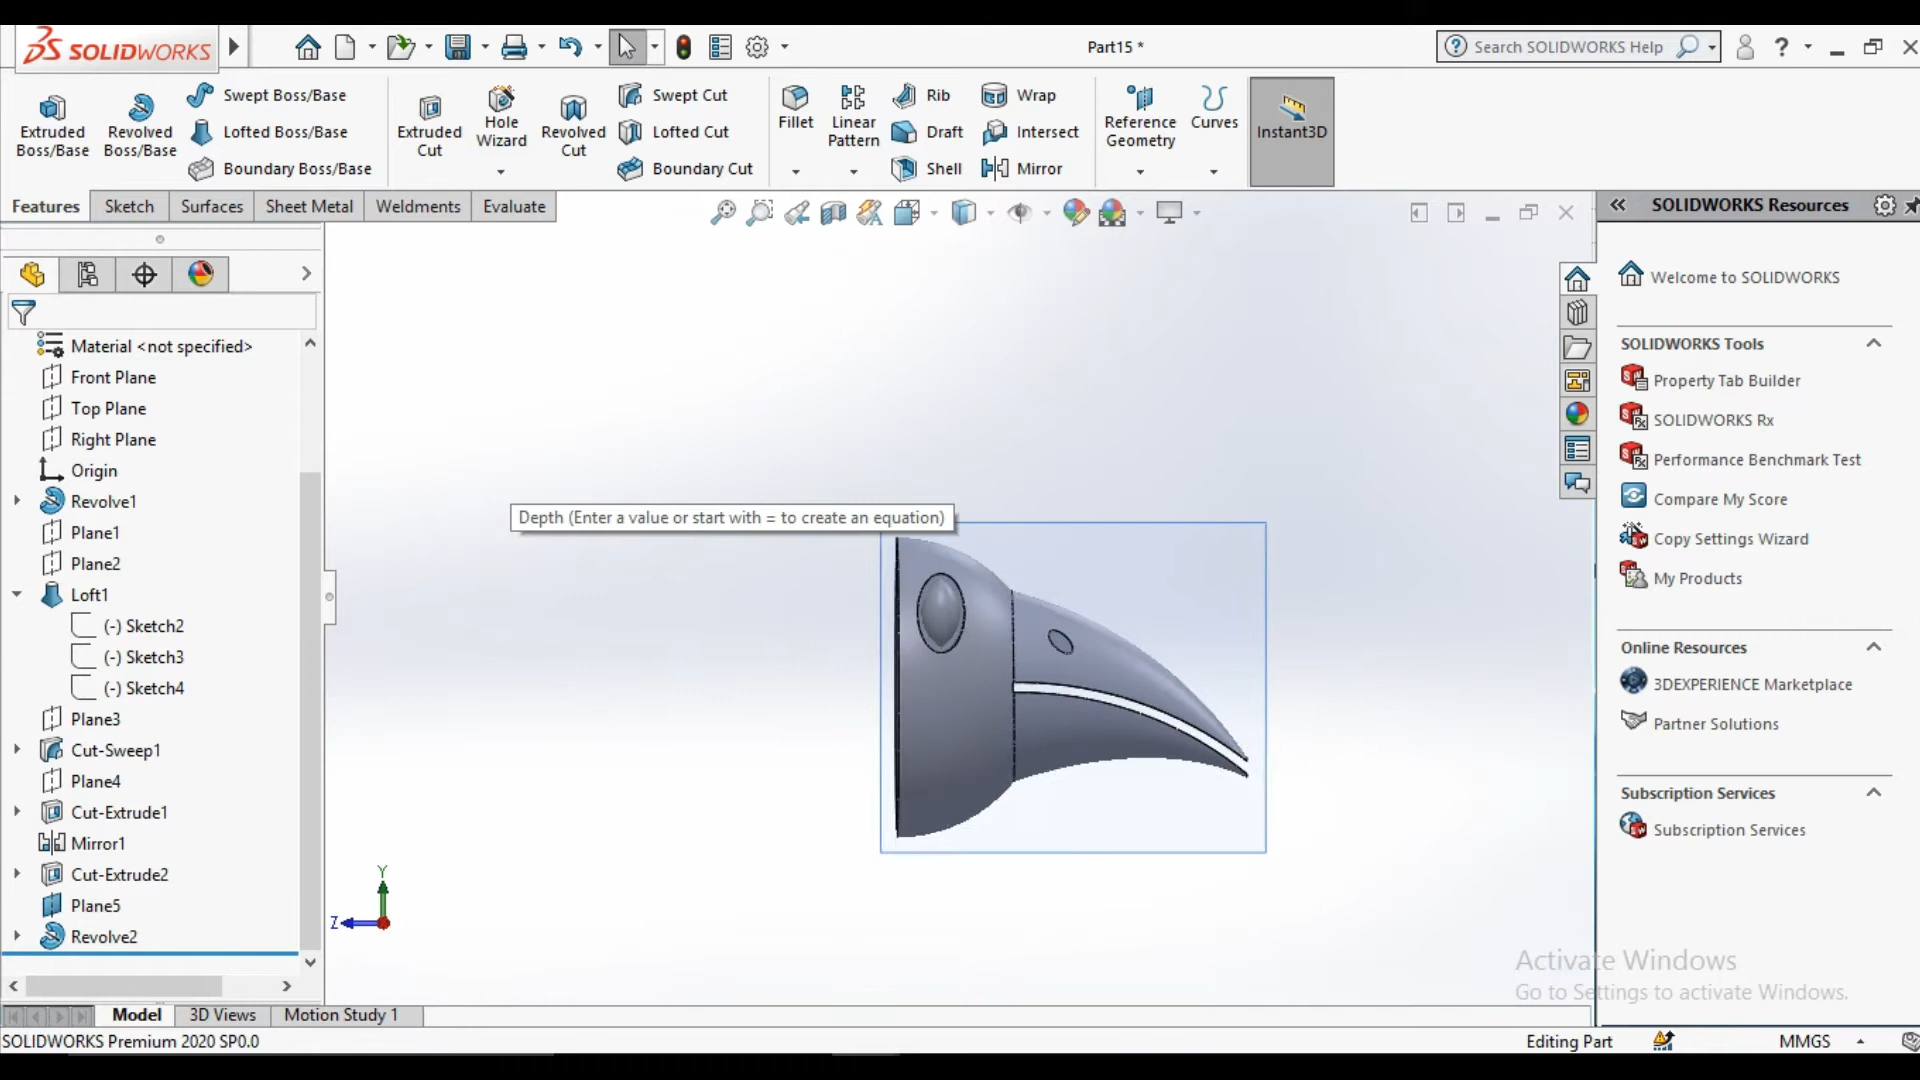 SOLIDWORKS
Part15 *
Search SOLIDWORKS Help
?
Extruded Boss/Base
Revolved Boss/Base
Swept Boss/Base
Lofted Boss/Base
Boundary Boss/Base
Extruded Cut
Hole Wizard
Revolved Cut
Swept Cut
Lofted Cut
Boundary Cut
Fillet
Linear Pattern
Rib
Draft
Shell
Wrap
Intersect
Mirror
Reference Geometry
Curves
Instant3D
Features
Sketch
Surfaces
Sheet Metal
Weldments
Evaluate
SOLIDWORKS Resources
Material <not specified>
Front Plane
Top Plane
Right Plane
Origin
Revolve1
Plane1
Plane2
Loft1
(-) Sketch2
(-) Sketch3
(-) Sketch4
Plane3
Cut-Sweep1
Plane4
Cut-Extrude1
Mirror1
Cut-Extrude2
Plane5
Revolve2
Depth (Enter a value or start with = to create an equation)
Y
Z
Welcome to SOLIDWORKS
SOLIDWORKS Tools
Property Tab Builder
SOLIDWORKS Rx
Performance Benchmark Test
Compare My Score
Copy Settings Wizard
My Products
Online Resources
3DEXPERIENCE Marketplace
Partner Solutions
Subscription Services
Subscription Services
Activate Windows
Go to Settings to activate Windows.
Model
3D Views
Motion Study 1
SOLIDWORKS Premium 2020 SP0.0
Editing Part
MMGS